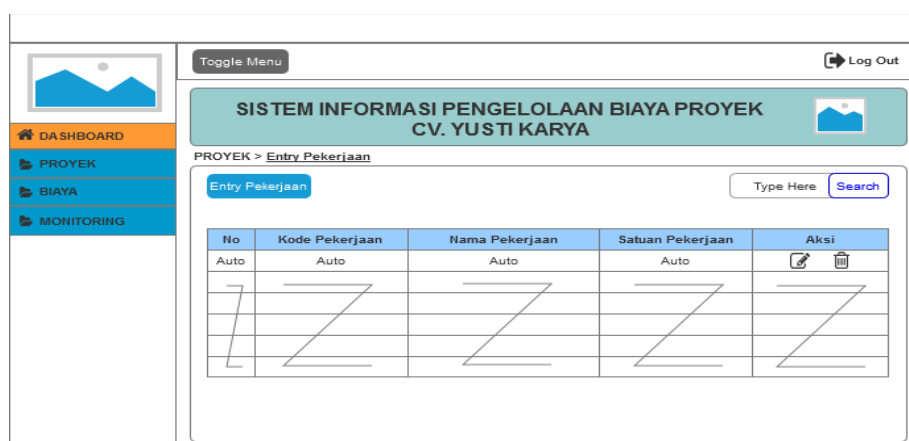 Toggle Menu
Log Out
SISTEM INFORMASI PENGELOLAAN BIAYA PROYEK
CV. YUSTI KARYA
DASHBOARD
PROYEK
BIAYA
MONITORING
PROYEK > Entry Pekerjaan
Entry Pekerjaan
Type Here Search
No Kode Pekerjaan Nama Pekerjaan Satuan Pekerjaan Aksi
Auto Auto Auto Auto